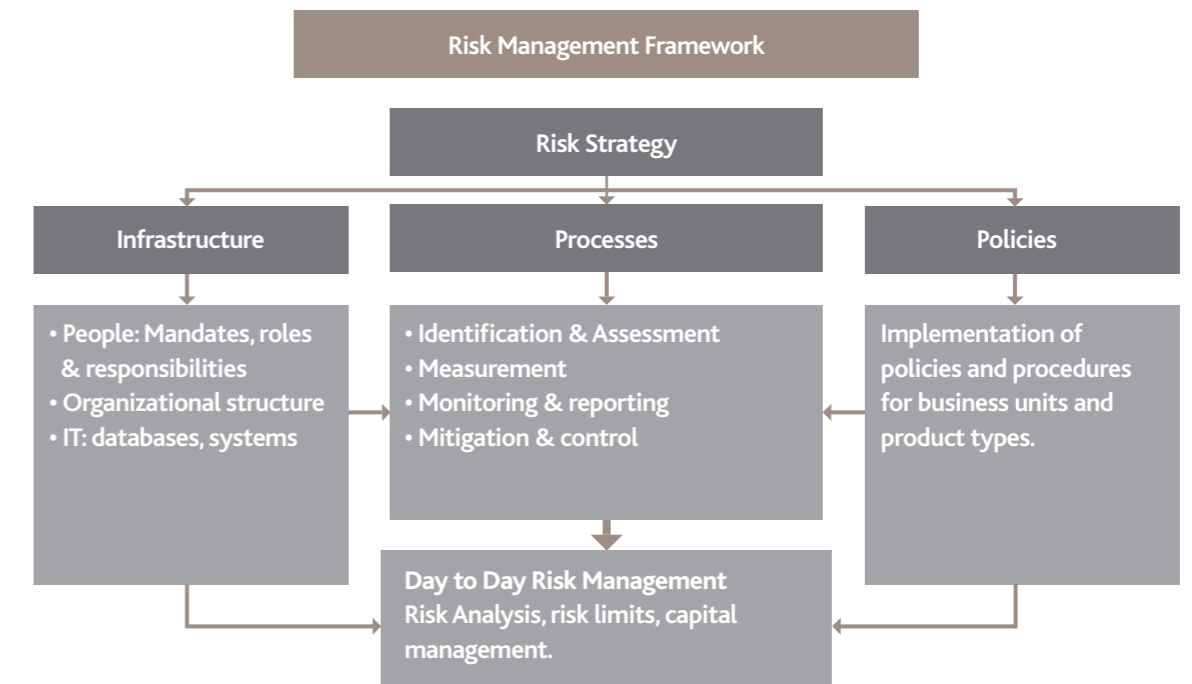 Risk Management Framework
Risk Strategy
Infrastructure
Processes
Policies
• People: Mandates, roles
& responsibilities
• Organizational structure
• IT: databases, systems
• Identification & Assessment
• Measurement
• Monitoring & reporting
• Mitigation & control
Implementation of
policies and procedures
for business units and
product types.
Day to Day Risk Management
Risk Analysis, risk limits, capital
management.